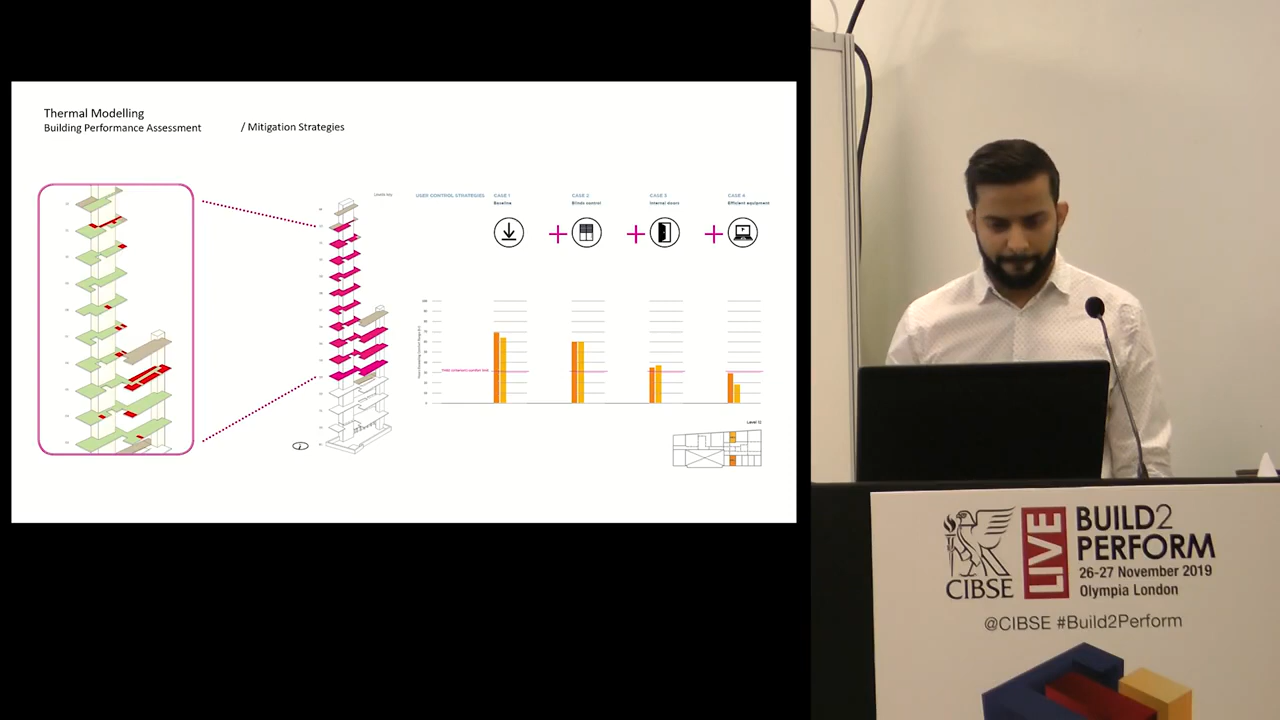 Thermal Modelling
Building Performance Assessment / Mitigation Strategies
USER CONTROL STRATEGIES
CASE 1
Baseline
CASE 2
Blinds control
CASE 3
Internal doors
CASE 4
Efficient equipment
Level 11
CIBSE
LIVE
BUILD2
PERFORM
26-27 November 2019
Olympia London
@CIBSE #Build2Perform